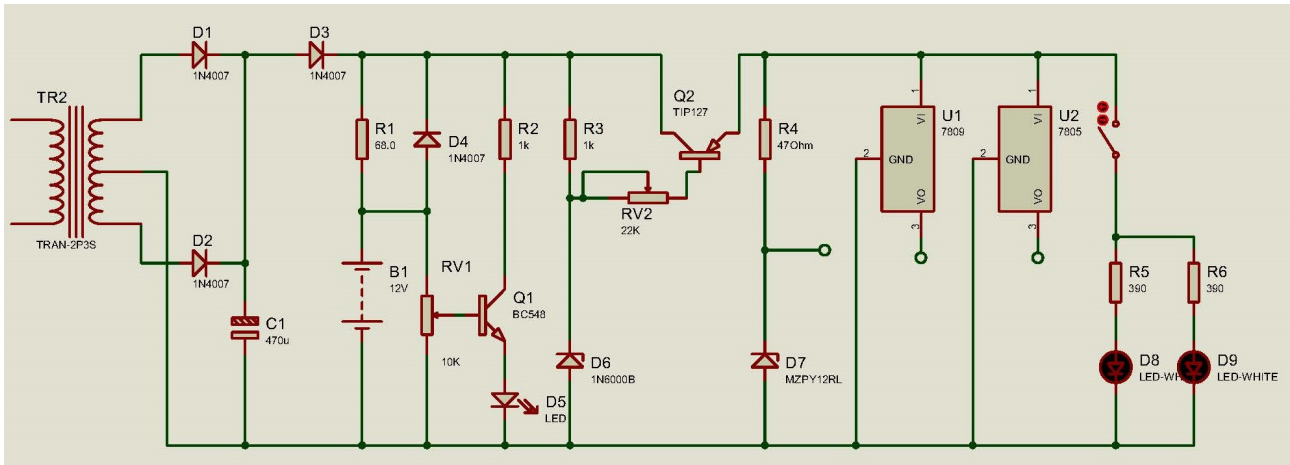 TR2
TRAN-2P3S
D1
1N4007
D2
1N4007
C1
470u
D3
1N4007
R1
68.0
D4
1N4007
B1
12V
RV1
10K
R2
1k
Q1
BC548
D5
LED
R3
1k
RV2
22K
D6
1N6000B
Q2
TIP127
R4
47Ohm
D7
MZPY12RL
U1
7809
1
VI
2
GND
VO
3
U2
7805
1
VI
2
GND
VO
3
R5
390
R6
390
D8
LED-WHITE
D9
LED-WHITE